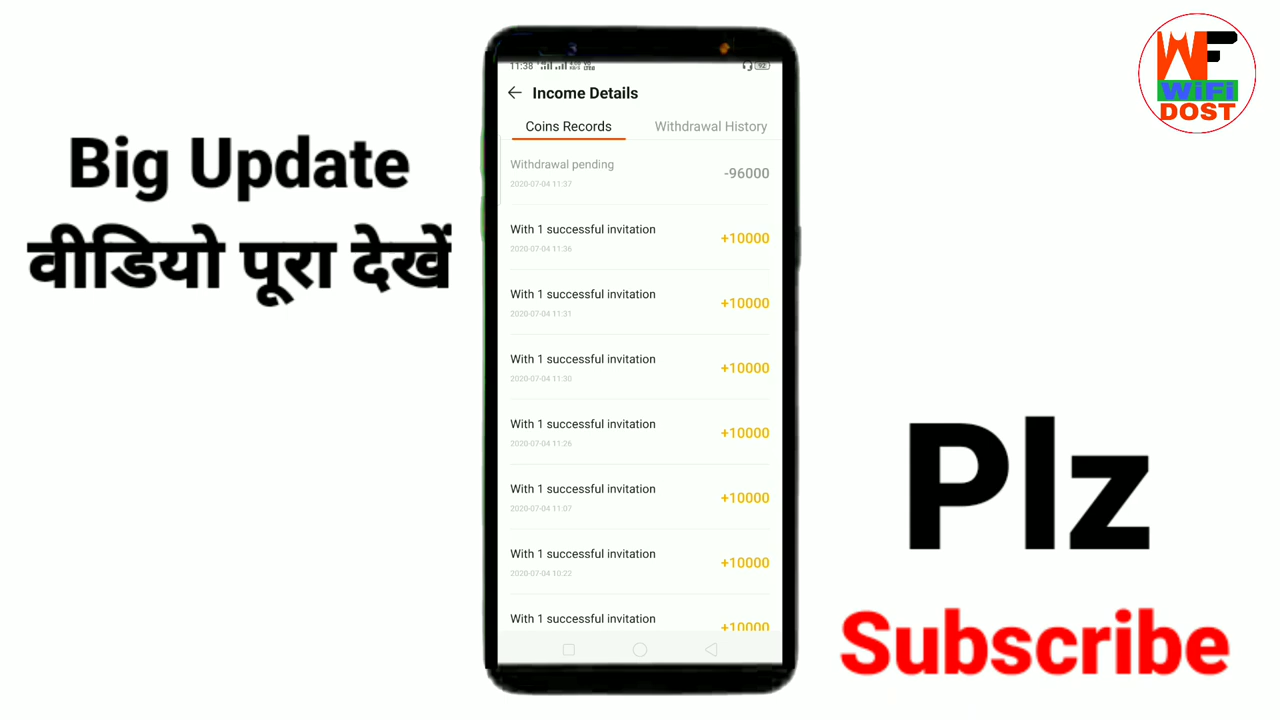 Big Update
वीडियो पूरा देखें
11:38
92
Income Details
Coins Records
Withdrawal History
Withdrawal pending
-96000
2020-07-04 11:37
With 1 successful invitation
+10000
2020-07-04 11:36
With 1 successful invitation
+10000
2020-07-04 11:31
With 1 successful invitation
+10000
2020-07-04 11:30
With 1 successful invitation
+10000
2020-07-04 11:26
With 1 successful invitation
+10000
2020-07-04 11:07
With 1 successful invitation
+10000
2020-07-04 10:22
With 1 successful invitation
+10000
WF
WiFi
DOST
Plz
Subscribe